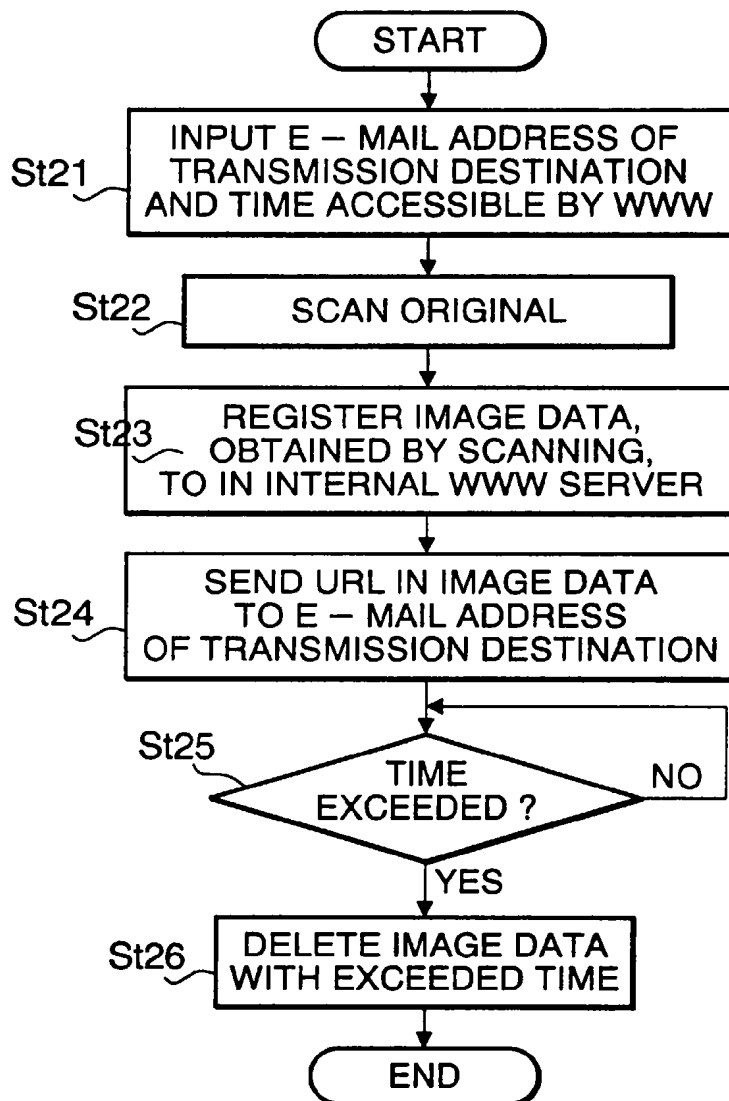 START
St21
INPUT E – MAIL ADDRESS OF
TRANSMISSION DESTINATION
AND TIME ACCESSIBLE BY WWW
St22
SCAN ORIGINAL
St23
REGISTER IMAGE DATA,
OBTAINED BY SCANNING,
TO IN INTERNAL WWW SERVER
St24
SEND URL IN IMAGE DATA
TO E – MAIL ADDRESS
OF TRANSMISSION DESTINATION
St25
TIME
EXCEEDED ?
NO
YES
St26
DELETE IMAGE DATA
WITH EXCEEDED TIME
END